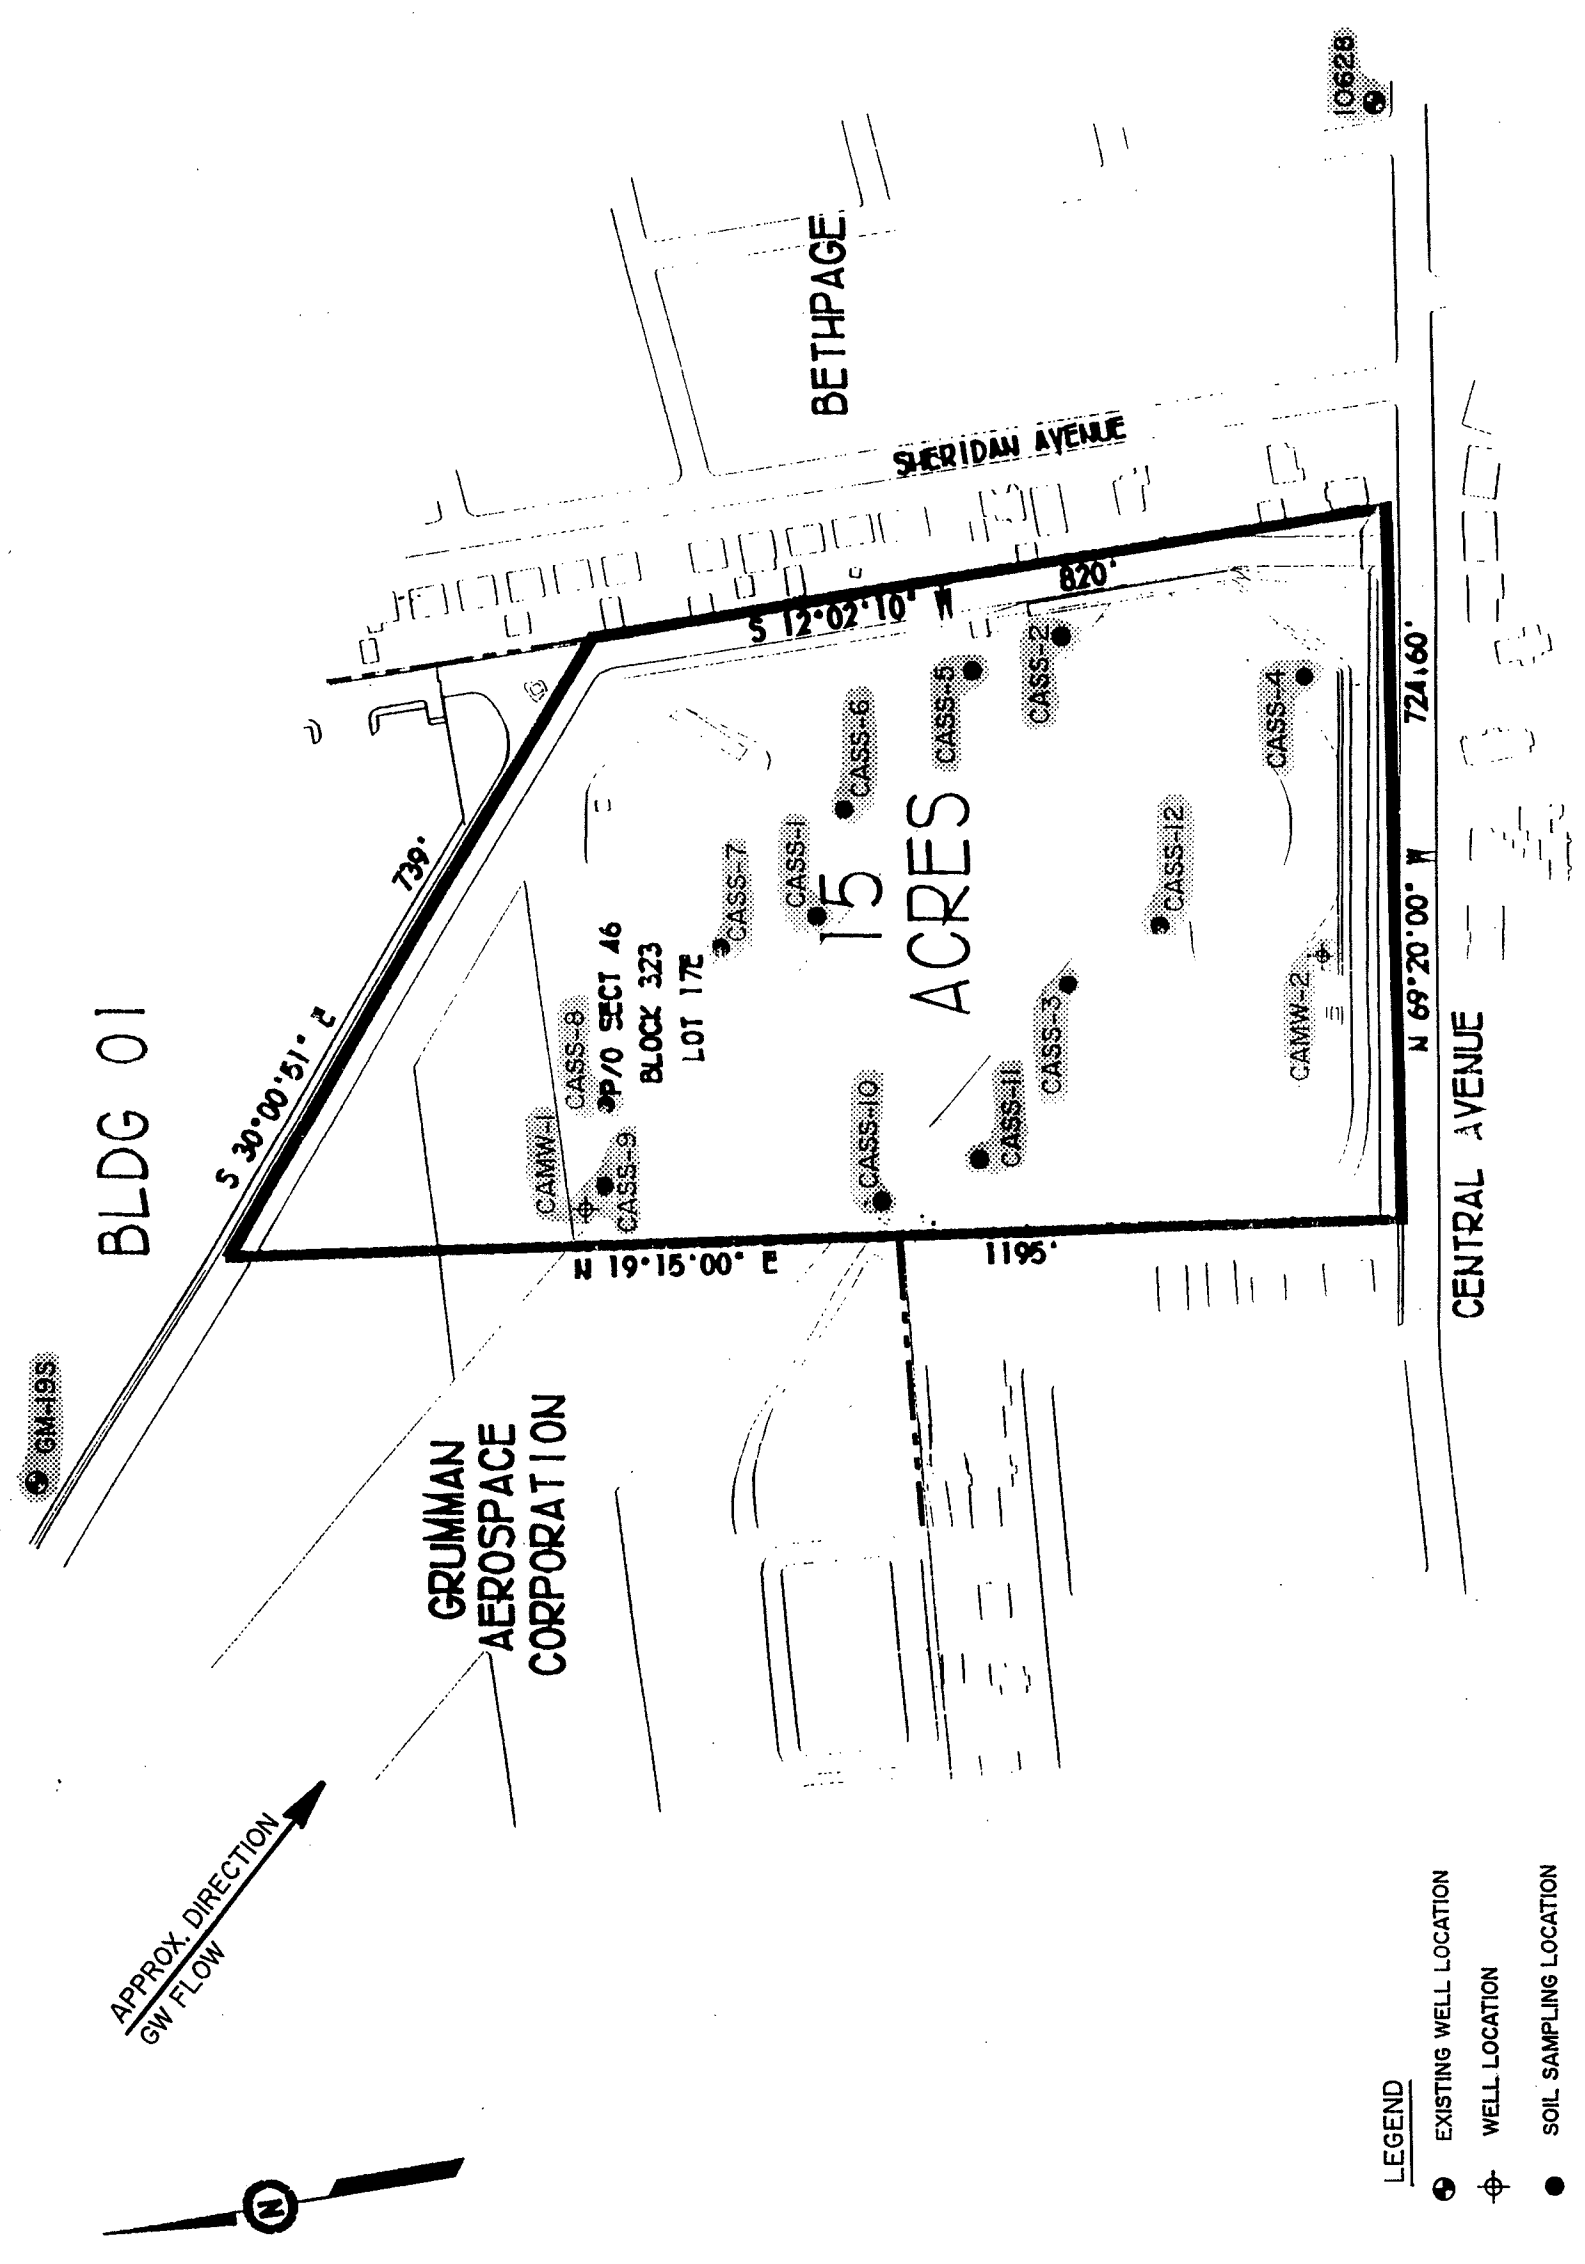 BLDG 01
GM-19S
S 30°00'51" E
739'
APPROX. DIRECTION
GW FLOW
N
GRUMMAN
AEROSPACE
CORPORATION
CAMW-1
CASS-8
CASS-9
P/O SECT 46
BLOCK 323
LOT 17E
CASS-7
CASS-1
CASS-6
15
ACRES
CASS-5
CASS-2
CASS-10
CASS-11
CASS-3
CASS-12
CASS-4
CAMW-2
N 19°15'00" E
1195'
S 12°02'10" W
820'
SHERIDAN AVENUE
BETHPAGE
10628
N 69°20'00" W
724.60'
CENTRAL AVENUE
LEGEND
EXISTING WELL LOCATION
WELL LOCATION
SOIL SAMPLING LOCATION